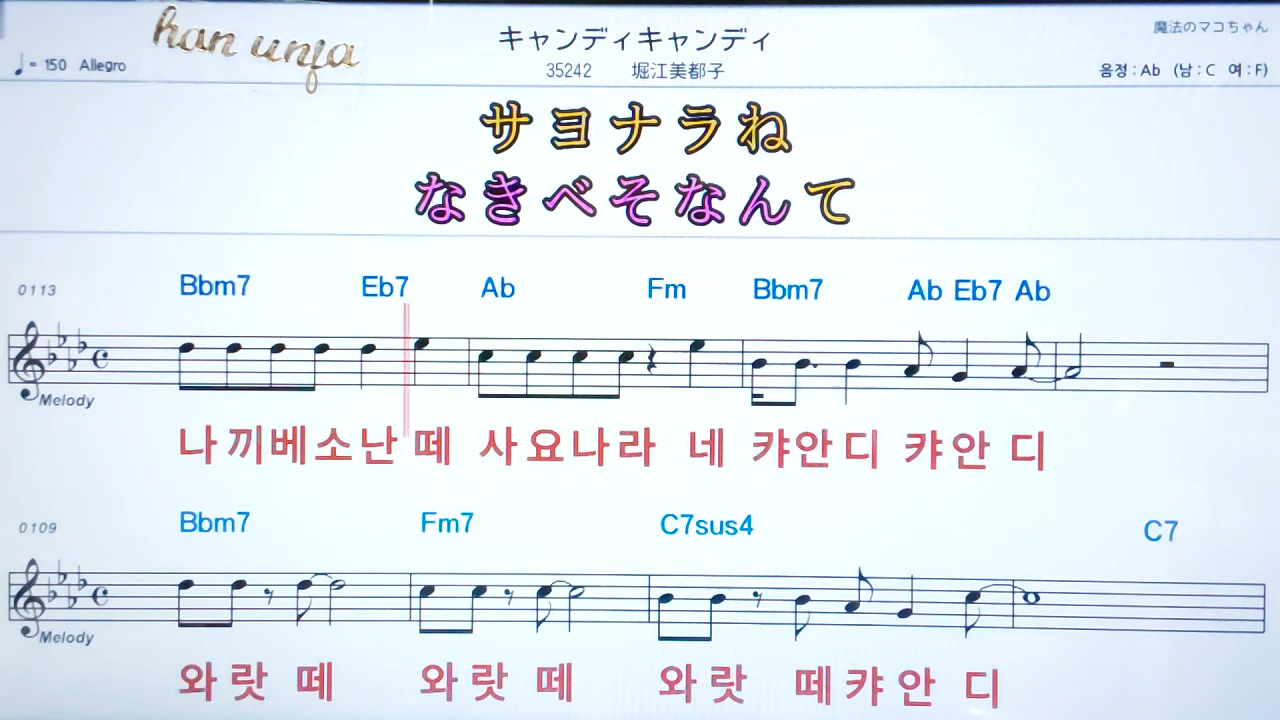 han unja
キャンディキャンディ
魔法のマコちゃん
♩= 150 Allegro
35242 堀江美都子
음정 : Ab (남 : C 여 : F)
サヨナラね
なきべそなんて
0113
Bbm7 Eb7 Ab Fm Bbm7 Ab Eb7 Ab
Melody
나끼베소난 떼 사요나라 네 캬안디 캬안 디
0109
Bbm7 Fm7 C7sus4 C7
Melody
와랏 떼 와랏 떼 와랏 떼캬안 디